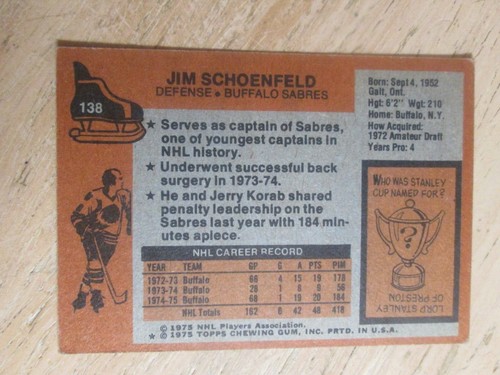 138
JIM SCHOENFELD
DEFENSE • BUFFALO SABRES
★ Serves as captain of Sabres,
one of youngest captains in
NHL history.
★ Underwent successful back
surgery in 1973-74.
★ He and Jerry Korab shared
penalty leadership on the
Sabres last year with 184 min-
utes apiece.
Born: Sept 4, 1952
Galt, Ont.
Hgt: 6'2" Wgt: 210
Home: Buffalo, N.Y.
How Acquired:
1972 Amateur Draft
Years Pro: 4
WHO WAS STANLEY
CUP NAMED FOR?
?
LORD STANLEY
OF PRESTON
NHL CAREER RECORD
YEAR TEAM GP G A PTS PIM
1972-73 Buffalo 66 4 15 19 178
1973-74 Buffalo 28 1 8 56
1974-75 Buffalo 68 1 19 20 184
NHL Totals 162 6 42 48 418
© 1975 NHL Players Association.
★ © 1975 TOPPS CHEWING GUM, INC. PRTD. IN U.S.A.